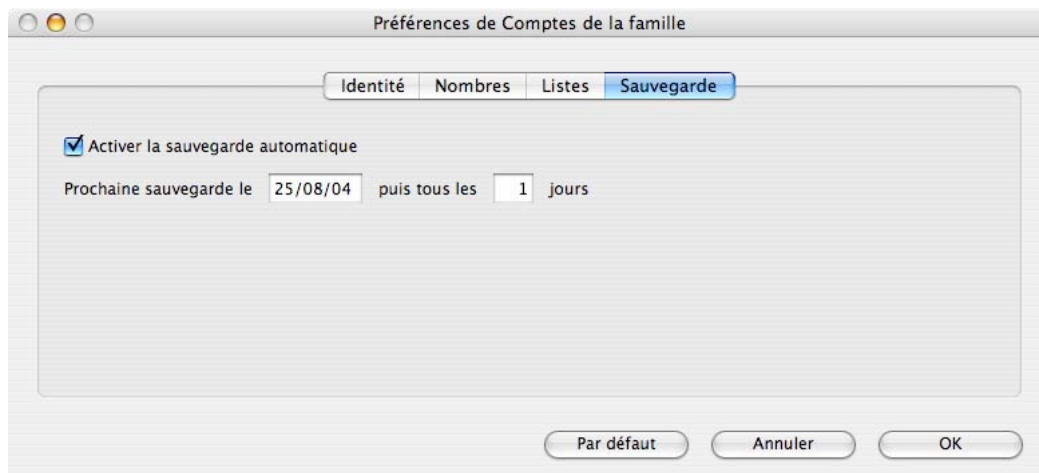 Préférences de Comptes de la famille
Identité Nombres Listes Sauvegarde
Activer la sauvegarde automatique
Prochaine sauvegarde le 25/08/04 puis tous les 1 jours
Par défaut Annuler OK